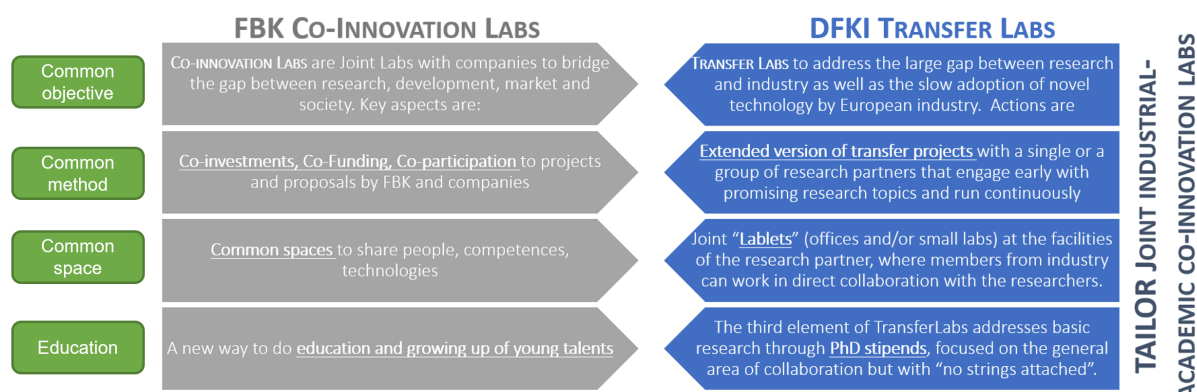 FBK CO-INNOVATION LABS
DFKI TRANSFER LABS
Common
objective
CO-INNOVATION LABS are Joint Labs with companies to bridge
the gap between research, development, market and
society. Key aspects are:
TRANSFER LABS to address the large gap between research
and industry as well as the slow adoption of novel
technology by European industry. Actions are
Common
method
Co-investments, Co-Funding, Co-participation to projects
and proposals by FBK and companies
Extended version of transfer projects with a single or a
group of research partners that engage early with
promising research topics and run continuously
Common
space
Common spaces to share people, competences,
technologies
Joint “Lablets” (offices and/or small labs) at the facilities
of the research partner, where members from industry
can work in direct collaboration with the researchers.
Education
A new way to do education and growing up of young talents
The third element of TransferLabs addresses basic
research through PhD stipends, focused on the general
area of collaboration but with “no strings attached”.
TAILOR JOINT INDUSTRIAL-
ACADEMIC CO-INNOVATION LABS